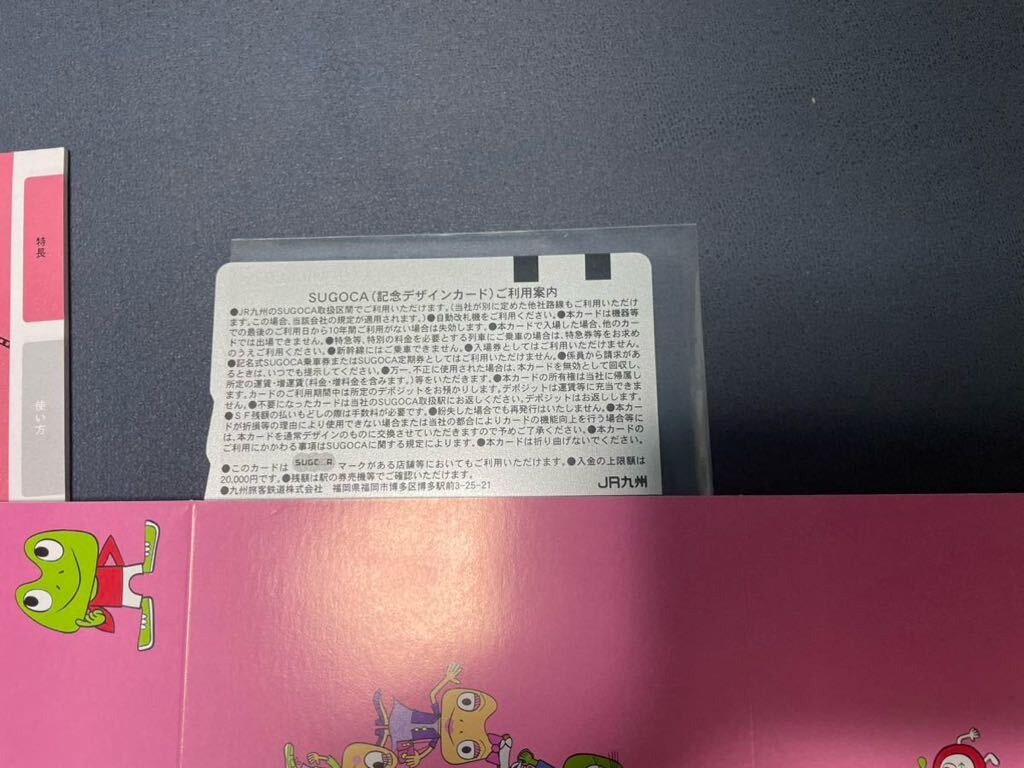 特長
使い方
SUGOCA(記念デザインカード)ご利用案内
●JR九州のSUGOCA取扱区間でご利用いただけます。(当社が別に定めた他社路線もご利用いただけ
ます。この場合、当該会社の規定が適用されます。)●自動改札機をご利用ください。●本カードは機器等
での最後のご利用日から10年間ご利用がない場合は失効します。●本カードで入場した場合、他のカー
ドでは出場できません。●特急等、特別の料金を必要とする列車にご乗車の場合は、特急券等をお求め
のうえご利用ください。●新幹線にはご乗車できません。●入場券としてはご利用いただけません。
●記名式SUGOCA乗車券またはSUGOCA定期券としてはご利用いただけません。●係員から請求があ
るときは、いつでも提示してください。●万一、不正に使用された場合は、本カードを無効として回収し、
所定の運賃・増運賃(料金・増料金を含みます。)等をいただきます。●本カードの所有権は当社に帰属し
ます。カードのご利用期間中は所定のデポジットをお預かりします。デポジットは運賃等に充当できま
せん。●不要になったカードは当社のSUGOCA取扱駅にお返しください。デポジットはお返しします。
●SF残額の払いもどしの際は手数料が必要です。●紛失した場合でも再発行はいたしません。●本カー
ドが折損等の理由により使用できない場合または当社の都合によりカードの機能向上を行う場合等に
は、本カードを通常デザインのものに交換させていただきますので予めご了承ください。●本カードの
ご利用にかかわる事項はSUGOCAに関する規定によります。●本カードは折り曲げないでください。
●このカードは SUGOCA マークがある店舗等においてもご利用いただけます。●入金の上限額は
20,000円です。●残額は駅の券売機等でご確認いただけます。
●九州旅客鉄道株式会社 福岡県福岡市博多区博多駅前3-25-21
JR九州